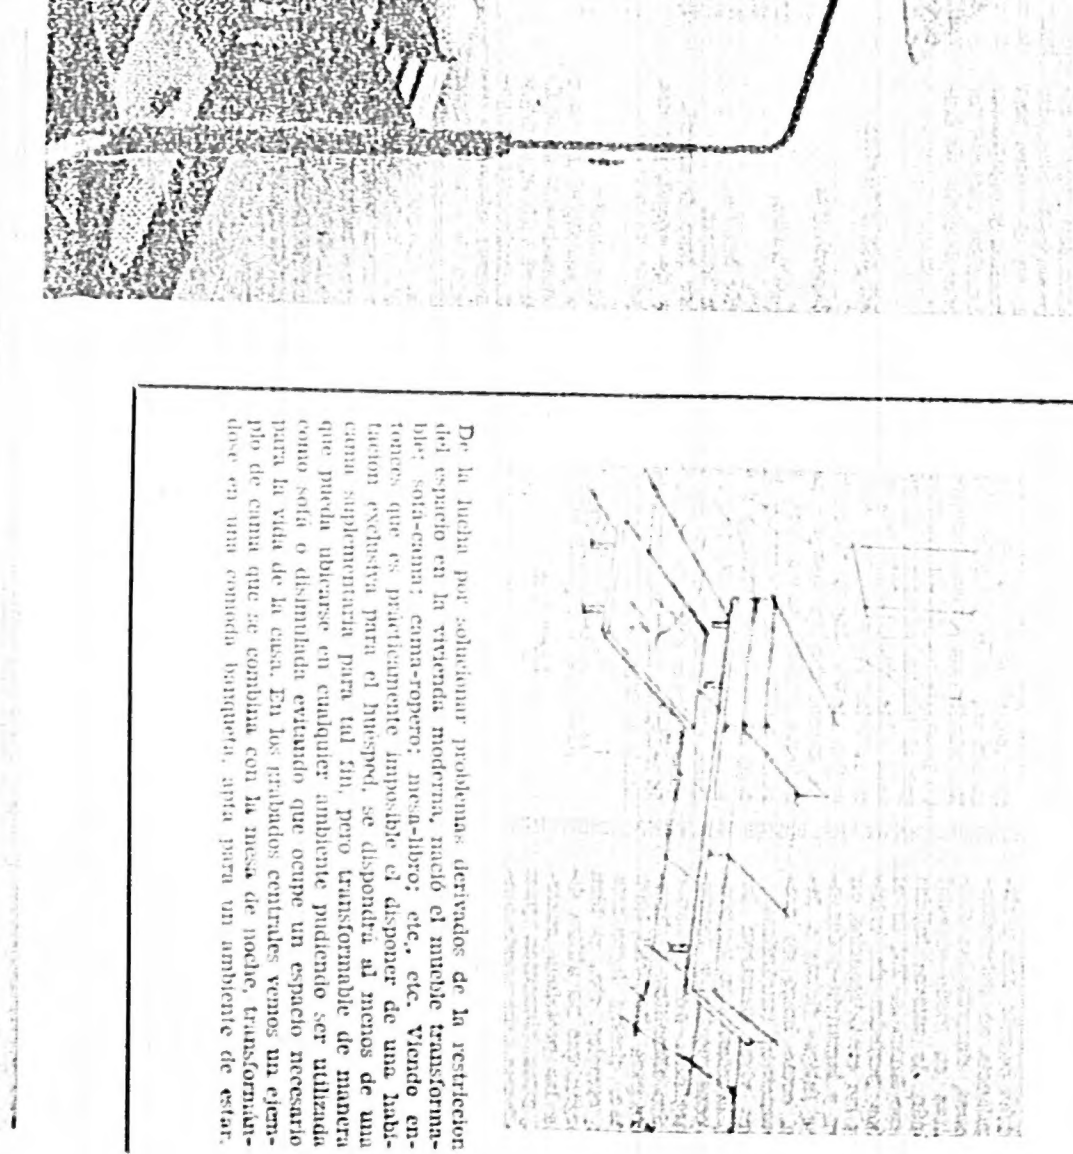 De la lucha por solucionar problemas derivados de la restriccion
del espacio en la vivienda moderna, nació el mueble transforma-
ble: sofá-cama; cama-ropero; mesa-libro; etc., etc. Viendo en-
tonces que es prácticamente imposible el disponer de una habi-
tación exclusiva para el huesped, se dispondrá al menos de una
cama suplementaria para tal fin, pero transformable de manera
que pueda ubicarse en cualquier ambiente pudiendo ser utilizada
como sofá o disimulada evitando que ocupe un espacio necesario
para la vida de la casa. En los grabados centrales vemos un ejem-
plo de cama que se combina con la mesa de noche, transformán-
dose en una comoda banqueta, apta para un ambiente de estar.